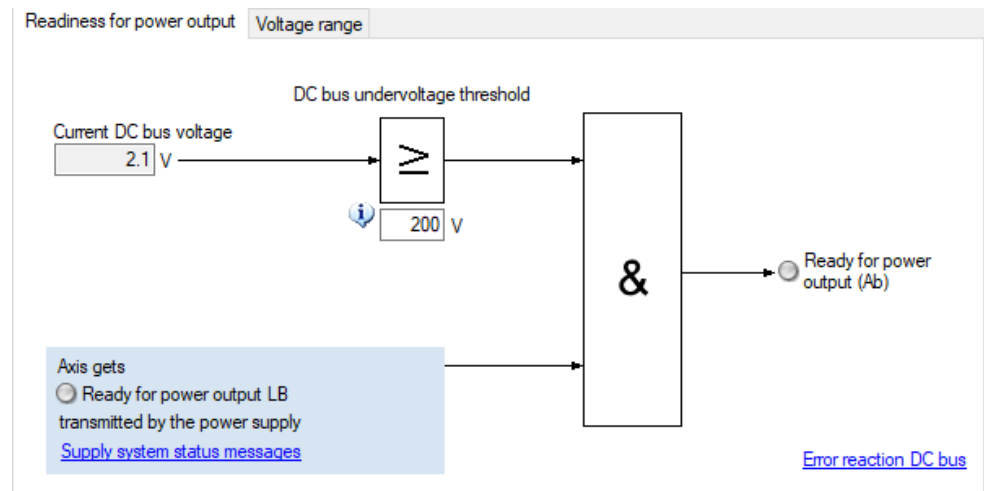 Readiness for power output
Voltage range
DC bus undervoltage threshold
Current DC bus voltage
2.1 V
≥
200 V
&
Ready for power
output (Ab)
Axis gets
Ready for power output LB
transmitted by the power supply
Supply system status messages
Error reaction DC bus